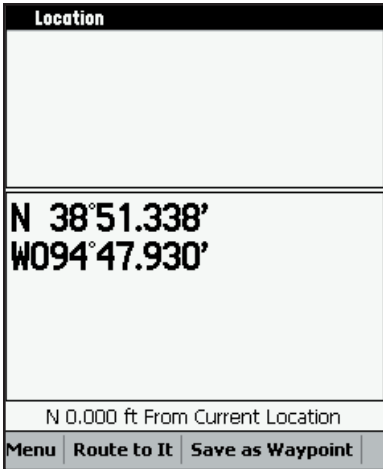 Location
N 38°51.338'
W094°47.930'
N 0.000 ft From Current Location
Menu Route to It Save as Waypoint